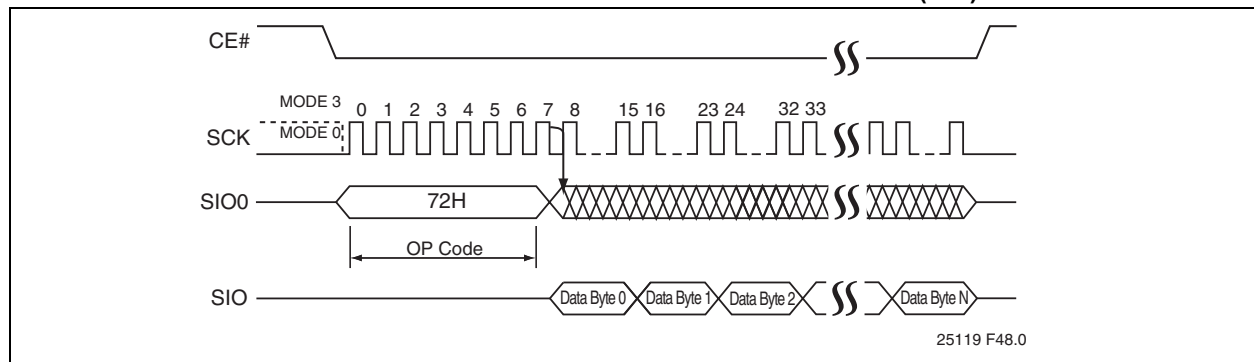 CE#
MODE 3
0 1 2 3 4 5 6 7 8 15 16 23 24 32 33
SCK
MODE 0
SIO0
72H
OP Code
SIO
Data Byte 0
Data Byte 1
Data Byte 2
Data Byte N
25119 F48.0